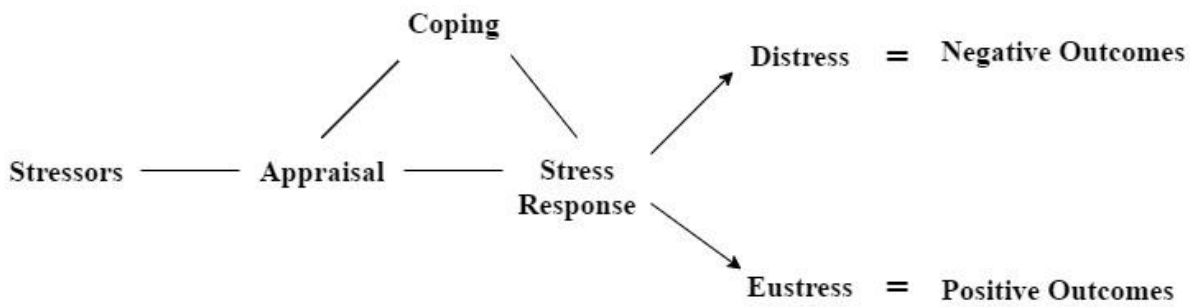 Coping
Distress = Negative Outcomes
Stressors
Appraisal
Stress
Response
Eustress = Positive Outcomes